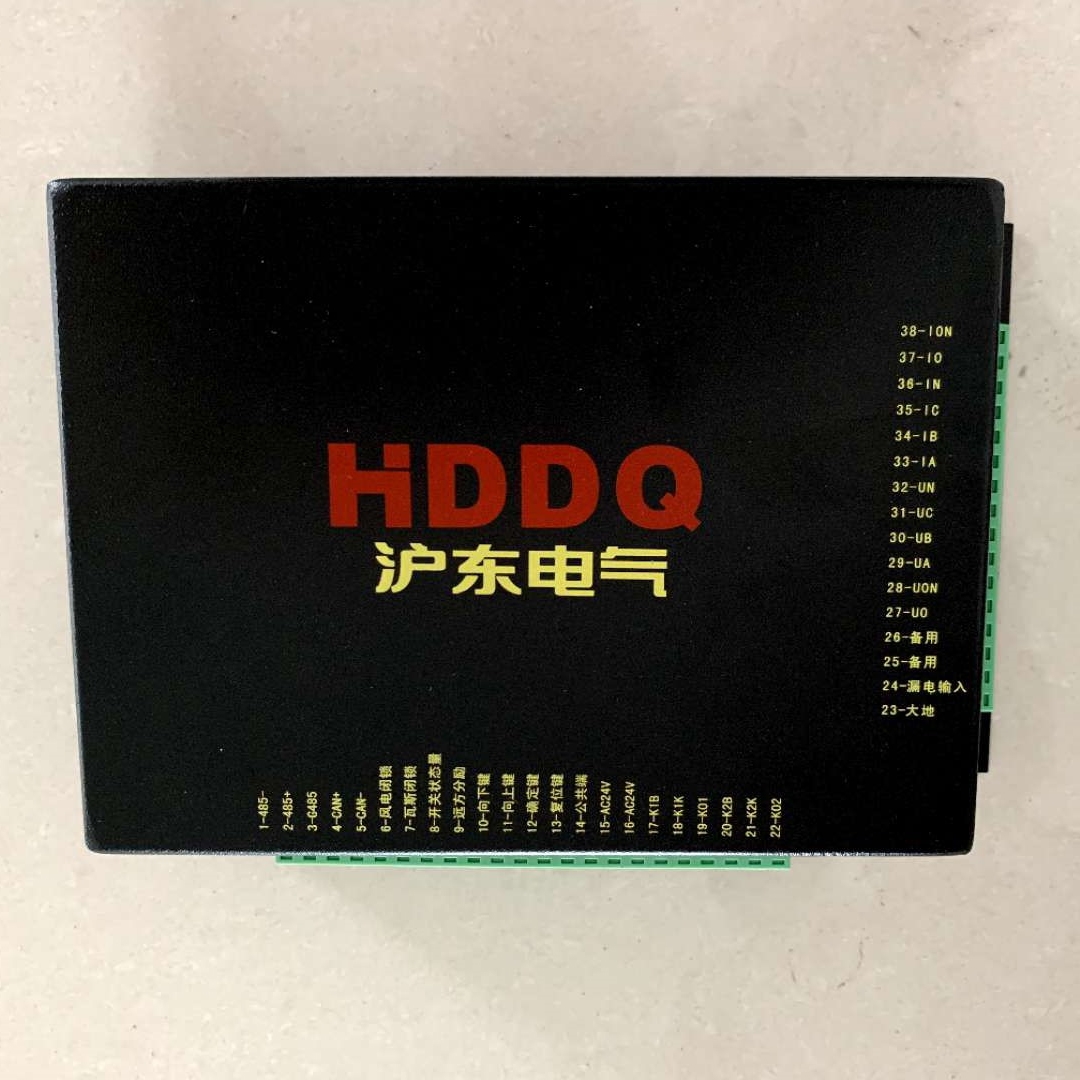 HDDQ
沪东电气
38-ION
37-IO
36-IN
35-IC
34-IB
33-IA
32-UN
31-UC
30-UB
29-UA
28-UON
27-UO
26-备用
25-备用
24-漏电输入
23-大地
1-485-
2-485+
3-G485
4-CAN+
5-CAN-
6-风电闭锁
7-瓦斯闭锁
8-开关状态量
9-远方分励
10-向下键
11-向上键
12-确定键
13-复位键
14-公共端
15-AC24V
16-AC24V
17-K1B
18-K1K
19-K01
20-K2B
21-K2K
22-K02